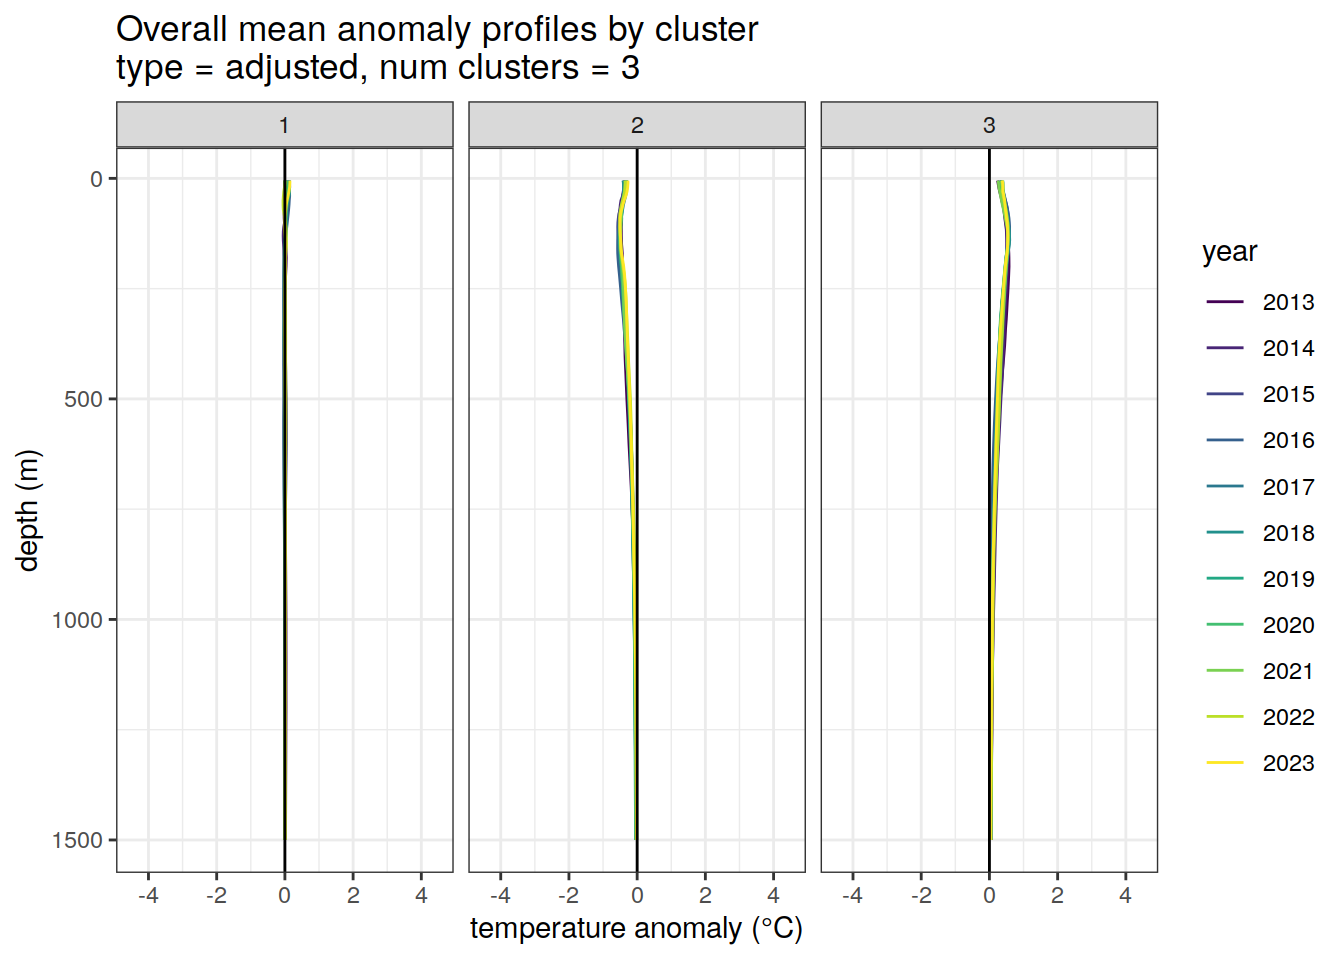 Overall mean anomaly profiles by cluster
type = adjusted, num clusters = 3
1
2
3
0
500
1000
1500
depth (m)
-4 -2 0 2 4
-4 -2 0 2 4
-4 -2 0 2 4
temperature anomaly (°C)
year
2013
2014
2015
2016
2017
2018
2019
2020
2021
2022
2023